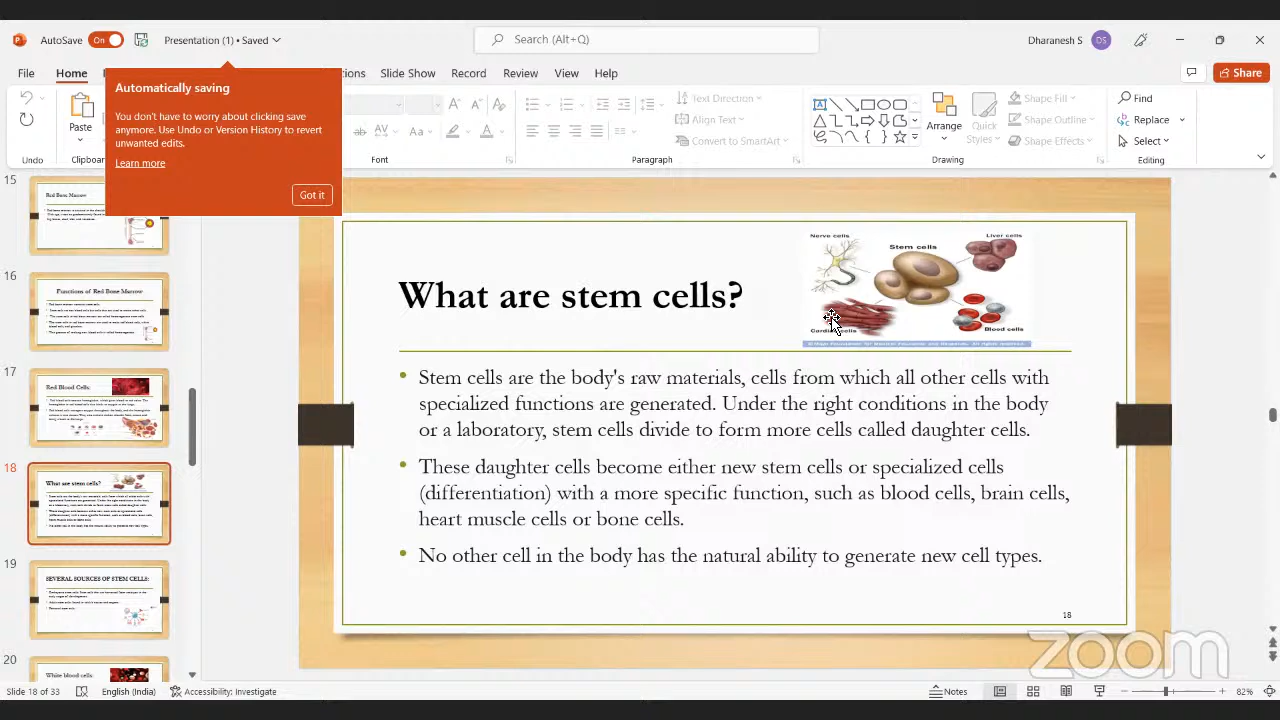 AutoSave On Presentation (1) • Saved Search (Alt+Q) Dharanesh S DS
File Home Slide Show Record Review View Help Share
Automatically saving
You don't have to worry about clicking save
anymore. Use Undo or Version History to revert
unwanted edits.
Learn more
Got it
Paste
Undo
Font
Text Direction
Align Text
Convert to SmartArt
Paragraph
Arrange
Quick
Styles
Shape Fill
Shape Outline
Shape Effects
Drawing
Find
Replace
Select
Editing
15
Red Bone Marrow
16
Functions of Red Bone Marrow
17
Red Blood Cells:
18
What are stem cells?
19
SEVERAL SOURCES OF STEM CELLS:
20
White blood cells:
What are stem cells?
Nerve cells
Stem cells
Liver cells
Blood cells
• Stem cells are the body's raw materials, cells from which all other cells with
specialized functions are generated. Under the right conditions in the body
or a laboratory, stem cells divide to form more cells called daughter cells.
• These daughter cells become either new stem cells or specialized cells
(differentiation) with a more specific function, such as blood cells, brain cells,
heart muscle cells or bone cells.
• No other cell in the body has the natural ability to generate new cell types.
18
zoom
Slide 18 of 33 English (India) Accessibility: Investigate Notes 82%